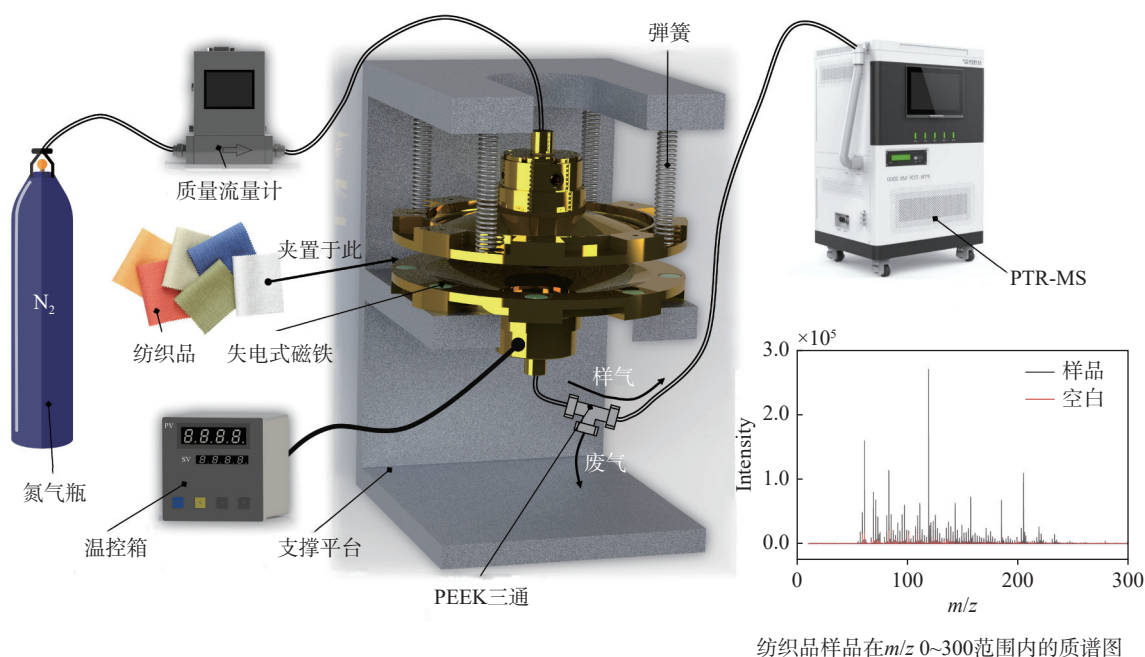 弹簧
质量流量计
夹置于此
N₂
纺织品
失电式磁铁
PTR-MS
样气
废气
PV
8.8.8.8.
SV
8.8.8.8.
氮气瓶
温控箱
支撑平台
PEEK三通
×10⁵
3.0
2.0
1.0
0.0
Intensity
样品
空白
0
100
200
300
m/z
纺织品样品在m/z 0~300范围内的质谱图